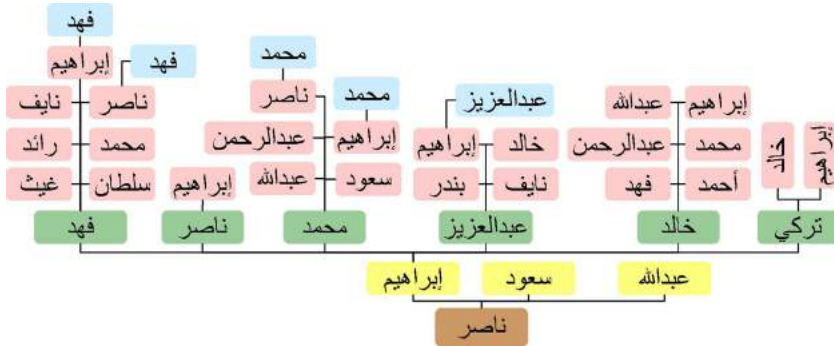 فهد
محمد
إبراهيم فهد
ناصر محمد عبدالعزيز إبراهيم عبدالله
نايف ناصر
عبدالرحمن إبراهيم إبراهيم خالد عبدالرحمن محمد خالد إبراهيم
رائد محمد
غيث سلطان إبراهيم عبدالله سعود بندر نايف فهد أحمد
فهد ناصر محمد عبدالعزيز خالد تركي
إبراهيم سعود عبدالله
ناصر